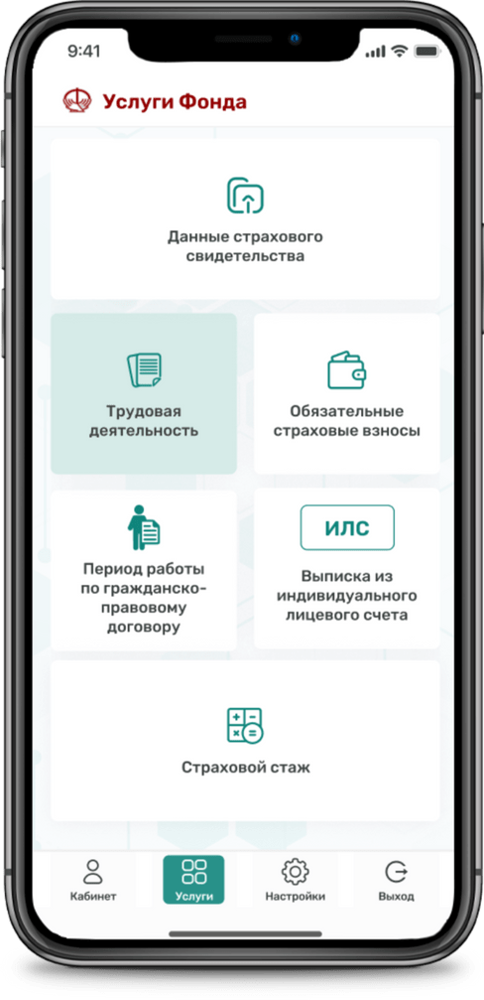 9:41
Услуги Фонда
Данные страхового
свидетельства
Трудовая
деятельность
Обязательные
страховые взносы
Период работы
по гражданско-
правовому
договору
ИЛС
Выписка из
индивидуального
лицевого счета
Страховой стаж
Кабинет
Услуги
Настройки
Выход